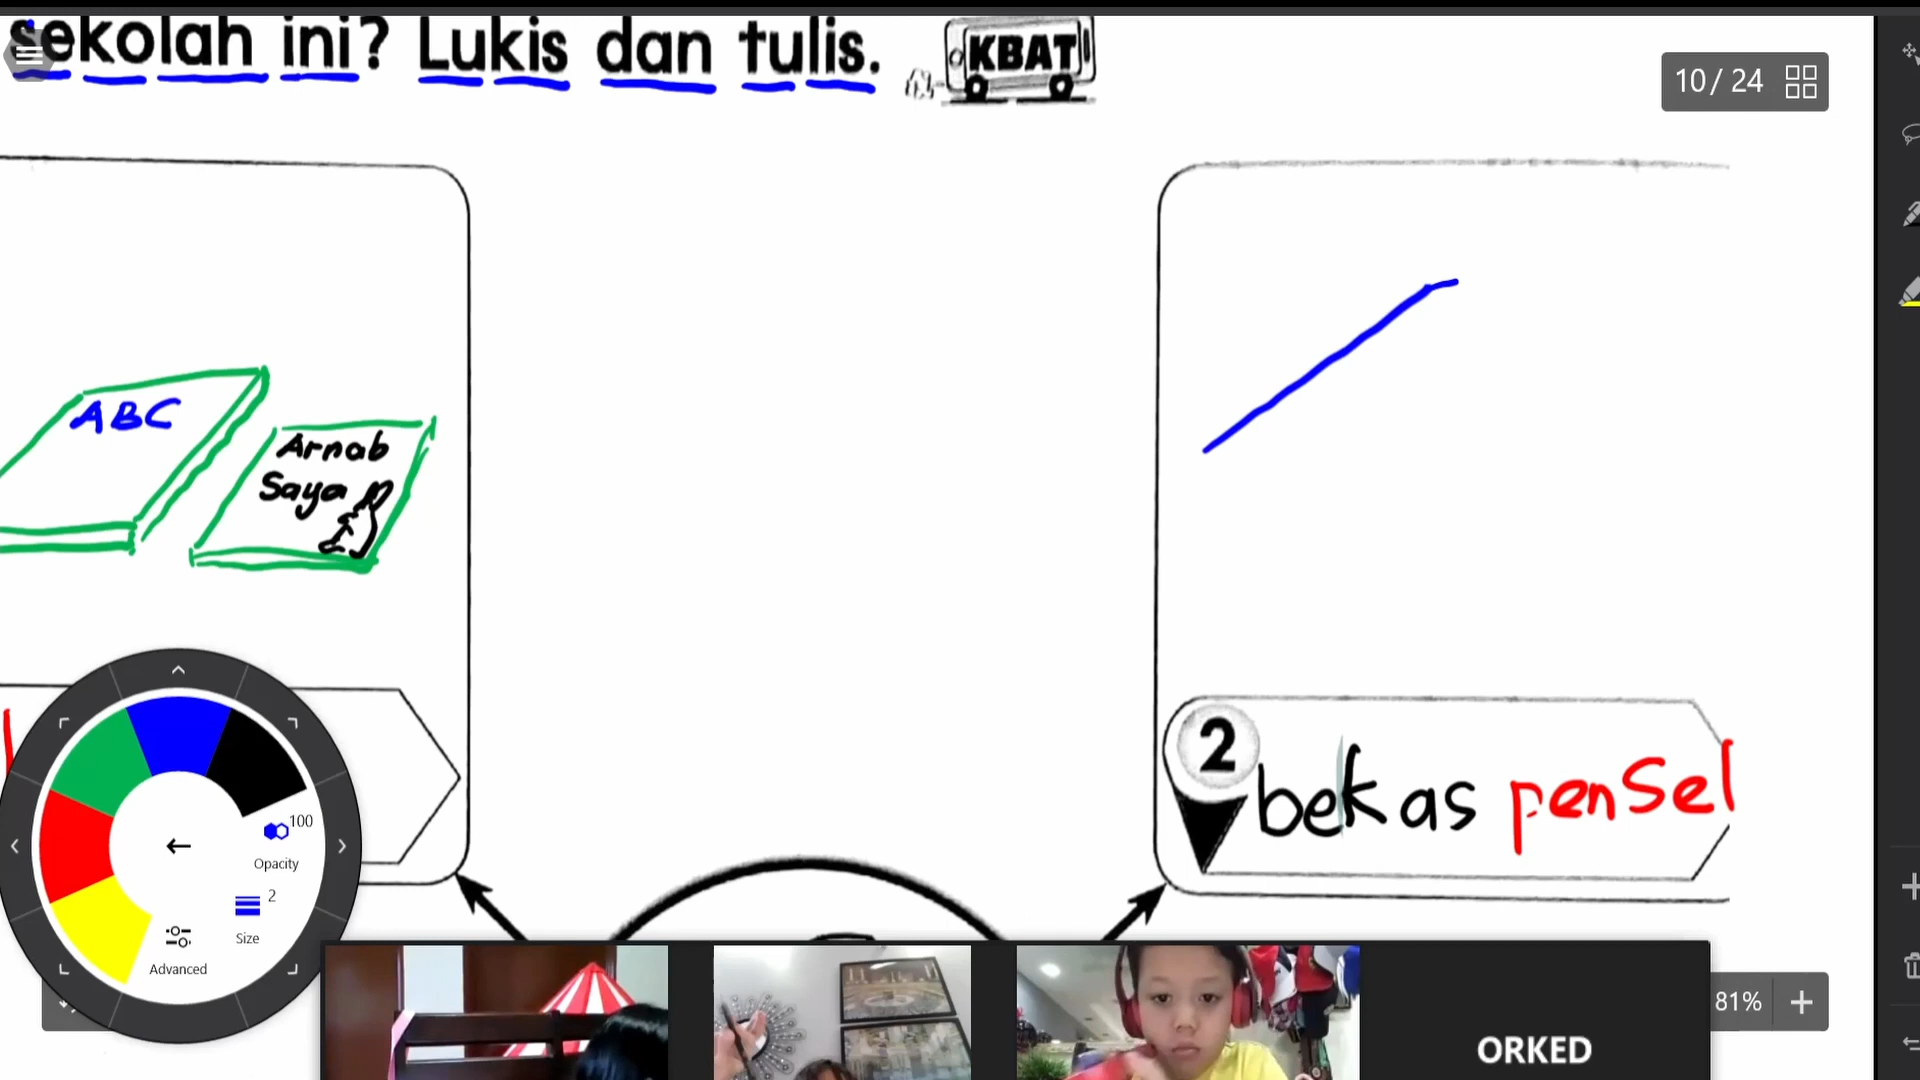 sekolah ini? Lukis dan tulis. KBAT
10 / 24
ABC
Arnab
Saya
2 bekas pensel
100
Opacity
2
Size
Advanced
81%
ORKED